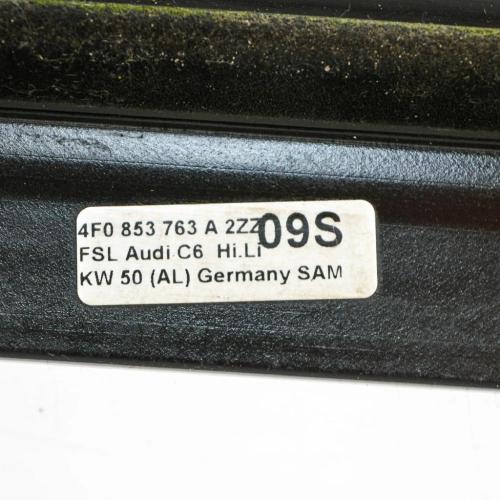 4F0 853 763 A 2ZZ 09S
FSL Audi C6 Hi.Li
KW 50 (AL) Germany SAM